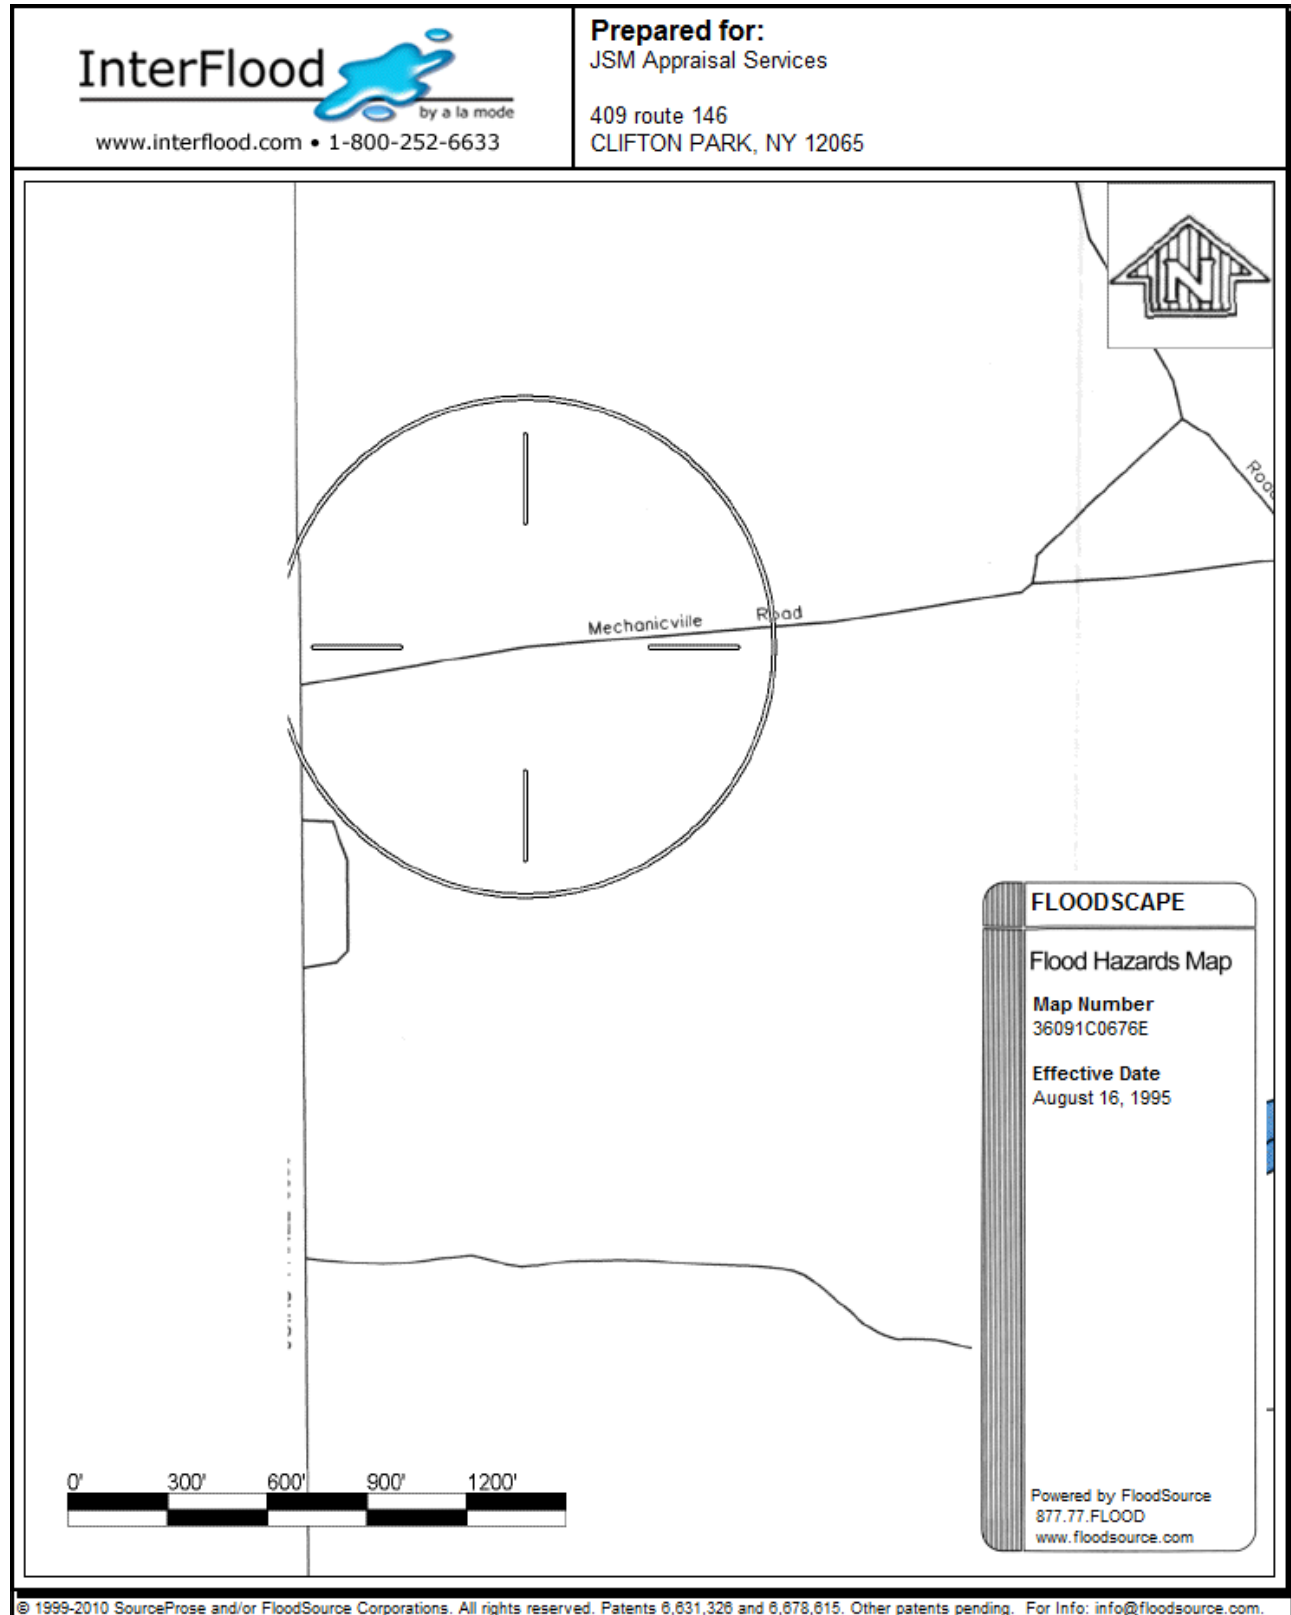 InterFlood
by a la mode
www.interflood.com • 1-800-252-6633
Prepared for:
JSM Appraisal Services
409 route 146
CLIFTON PARK, NY 12065
N
Road
Mechanicville Road
FLOODSCAPE
Flood Hazards Map
Map Number
36091C0676E
Effective Date
August 16, 1995
0' 300' 600' 900' 1200'
Powered by FloodSource
877.77.FLOOD
www.floodsource.com
© 1999-2010 SourceProse and/or FloodSource Corporations. All rights reserved. Patents 6,631,326 and 6,678,615. Other patents pending. For Info: info@floodsource.com.